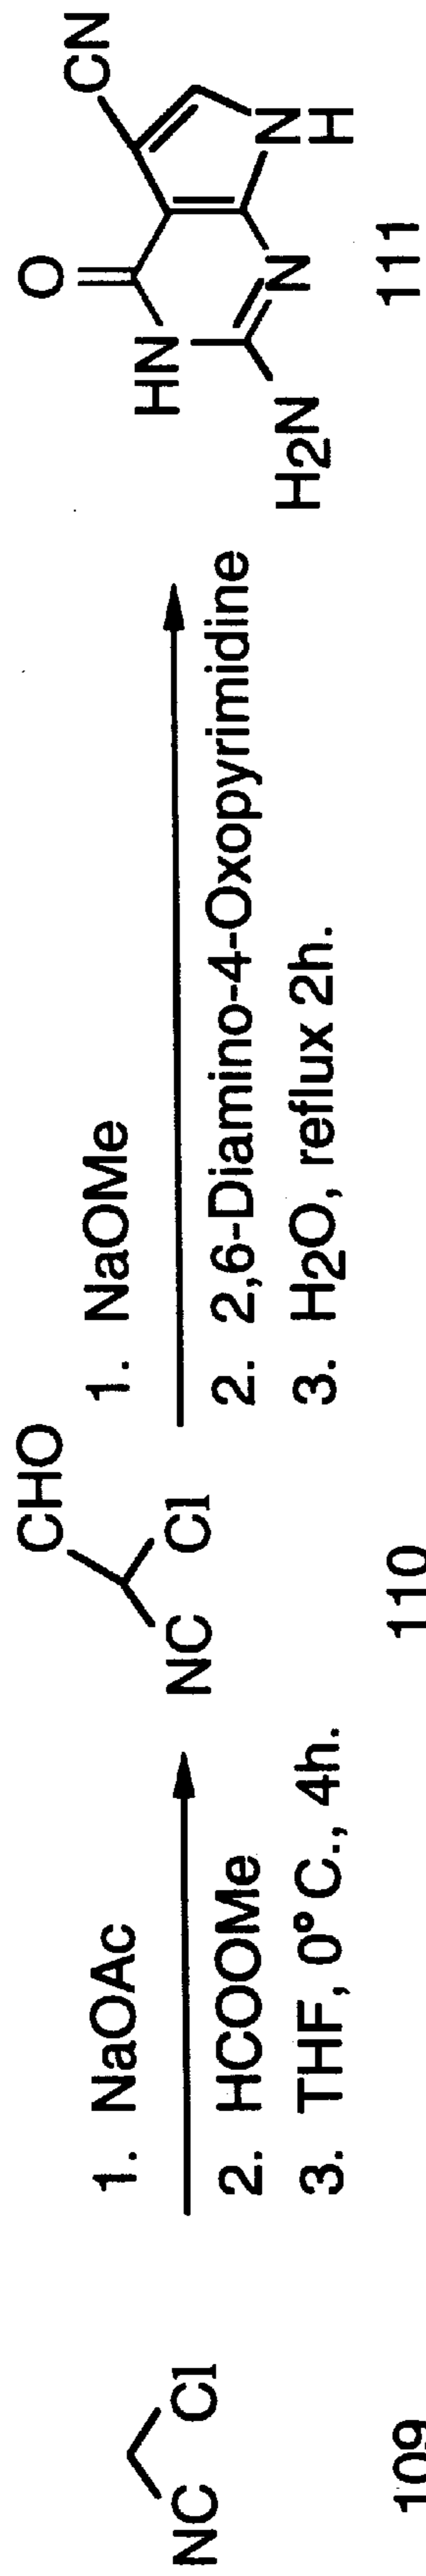 NC Cl
109
1. NaOAc
2. HCOOMe
3. THF, 0° C., 4h.
CHO
NC Cl
110
1. NaOMe
2. 2,6-Diamino-4-Oxopyrimidine
3. H2O, reflux 2h.
O
CN
HN
N
N
H
H2N
111